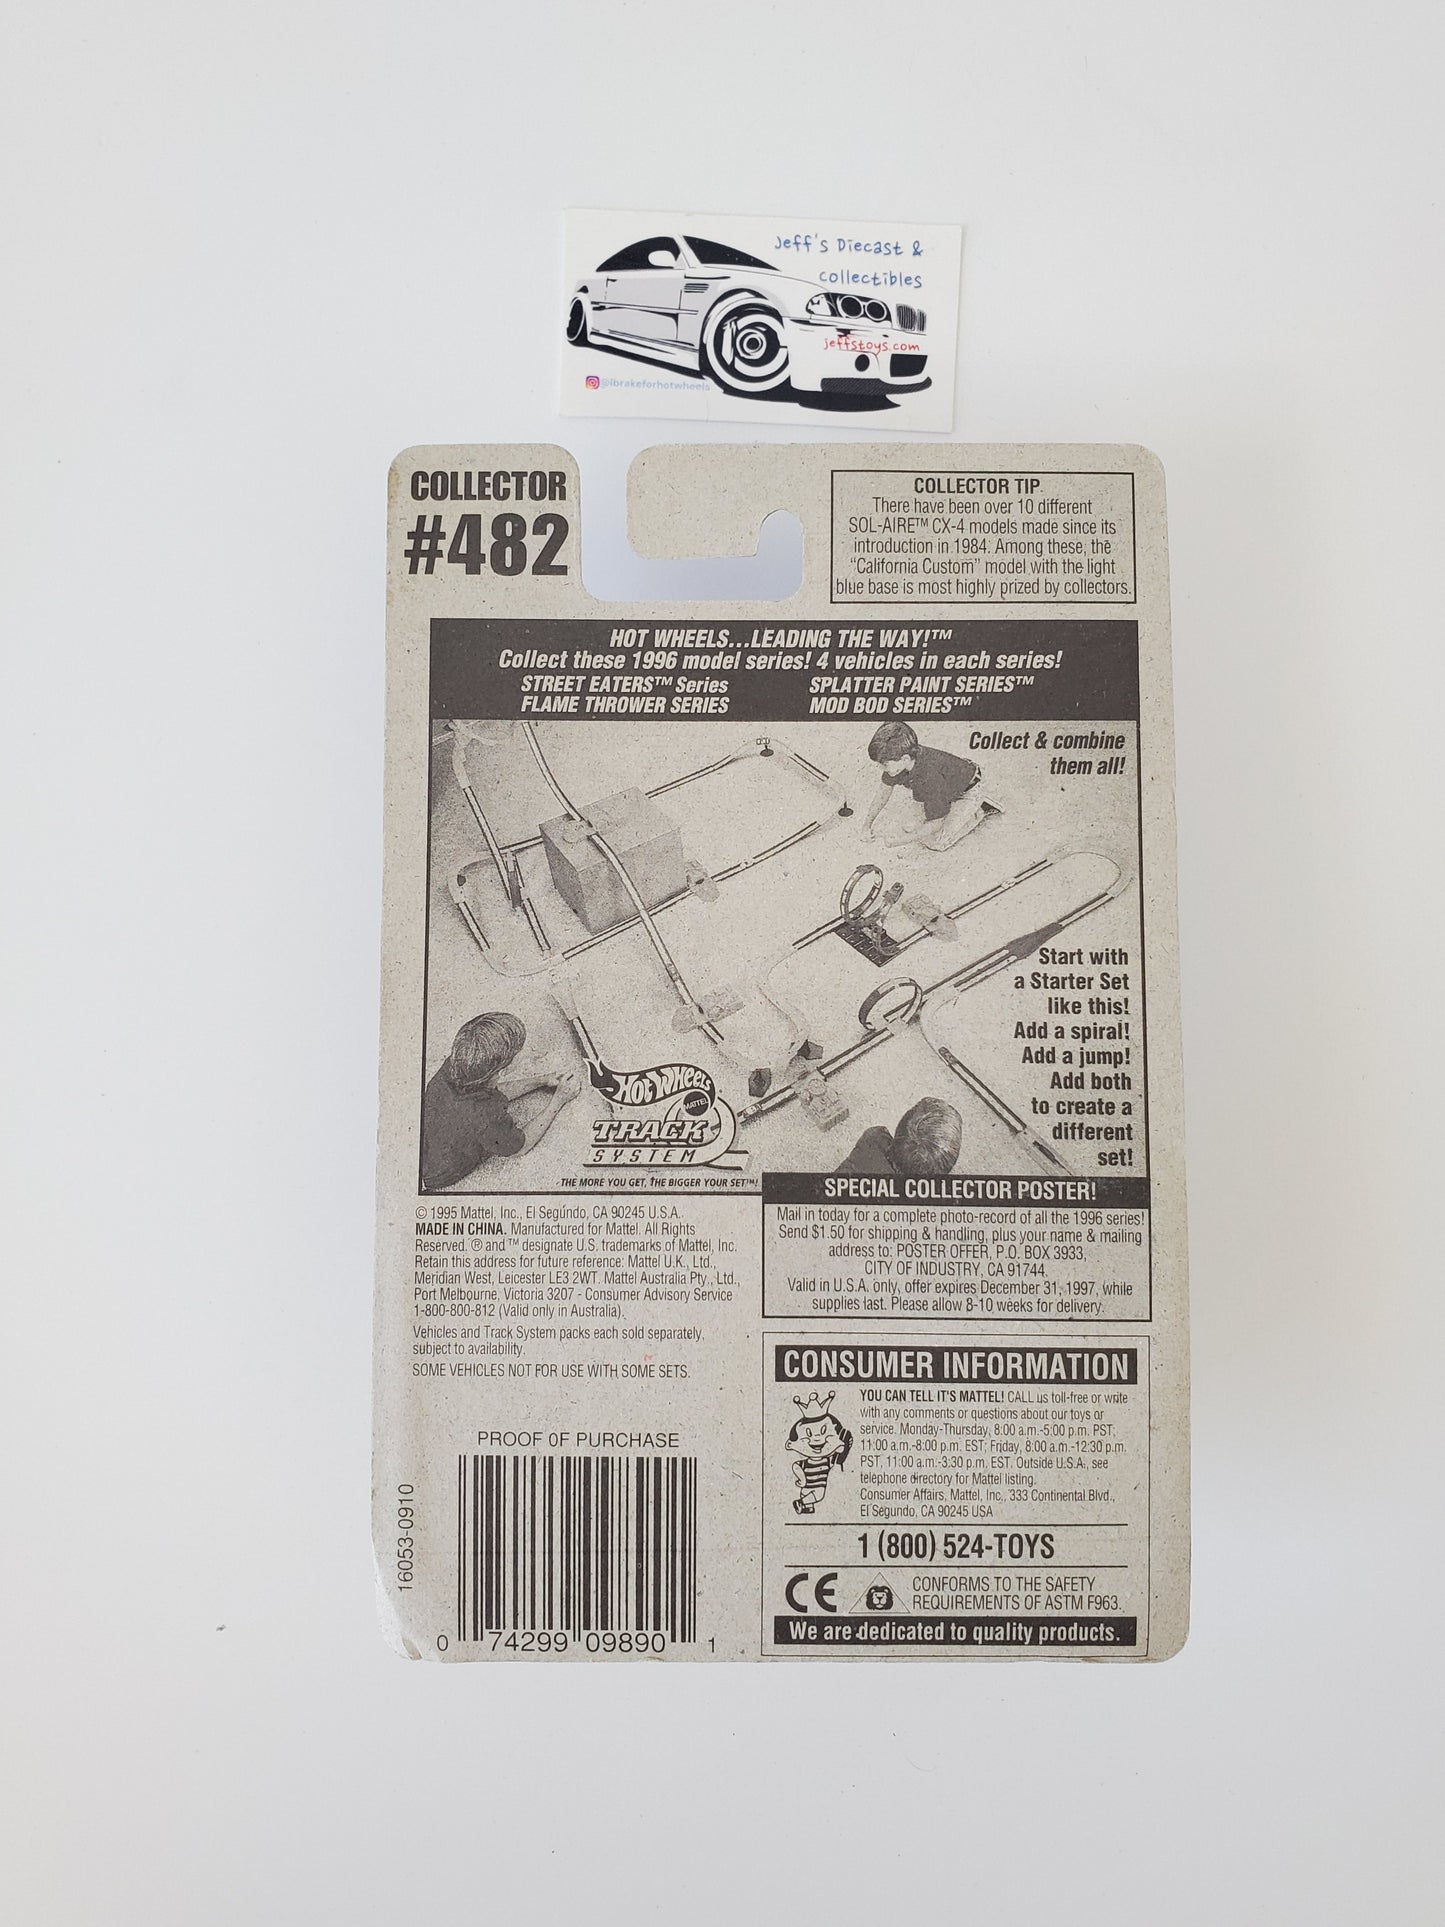 Jeff's Diecast &
collectibles
jeffstoys.com
@ibrakeforhotwheels
COLLECTOR
#482
COLLECTOR TIP
There have been over 10 different
SOL-AIRE™ CX-4 models made since its
introduction in 1984. Among these, the
"California Custom" model with the light
blue base is most highly prized by collectors.
HOT WHEELS...LEADING THE WAY!™
Collect these 1996 model series! 4 vehicles in each series!
STREET EATERS™ Series
SPLATTER PAINT SERIES™
FLAME THROWER SERIES
MOD BOD SERIES™
Collect & combine
them all!
Start with
a Starter Set
like this!
Add a spiral!
Add a jump!
Add both
to create a
different
set!
HOT WHEELS
MATTEL
TRACK
SYSTEM
THE MORE YOU GET, THE BIGGER YOUR SET™!
© 1995 Mattel, Inc., El Segundo, CA 90245 U.S.A.
MADE IN CHINA. Manufactured for Mattel. All Rights
Reserved. ® and ™ designate U.S. trademarks of Mattel, Inc.
Retain this address for future reference: Mattel U.K., Ltd.,
Meridian West, Leicester LE3 2WT. Mattel Australia Pty., Ltd.,
Port Melbourne, Victoria 3207 - Consumer Advisory Service
1-800-800-812 (Valid only in Australia).
Vehicles and Track System packs each sold separately,
subject to availability.
SOME VEHICLES NOT FOR USE WITH SOME SETS.
SPECIAL COLLECTOR POSTER!
Mail in today for a complete photo-record of all the 1996 series!
Send $1.50 for shipping & handling, plus your name & mailing
address to: POSTER OFFER, P.O. BOX 3933,
CITY OF INDUSTRY, CA 91744.
Valid in U.S.A. only, offer expires December 31, 1997, while
supplies last. Please allow 8-10 weeks for delivery.
CONSUMER INFORMATION
YOU CAN TELL IT'S MATTEL! CALL us toll-free or write
with any comments or questions about our toys or
service. Monday-Thursday, 8:00 a.m.-5:00 p.m. PST,
11:00 a.m.-8:00 p.m. EST; Friday, 8:00 a.m.-12:30 p.m.
PST, 11:00 a.m.-3:30 p.m. EST. Outside U.S.A., see
telephone directory for Mattel listing.
Consumer Affairs, Mattel, Inc., 333 Continental Blvd.,
El Segundo, CA 90245 USA
1 (800) 524-TOYS
CE
CONFORMS TO THE SAFETY
REQUIREMENTS OF ASTM F963.
We are dedicated to quality products.
PROOF OF PURCHASE
16053-0910
0 74299 09890 1